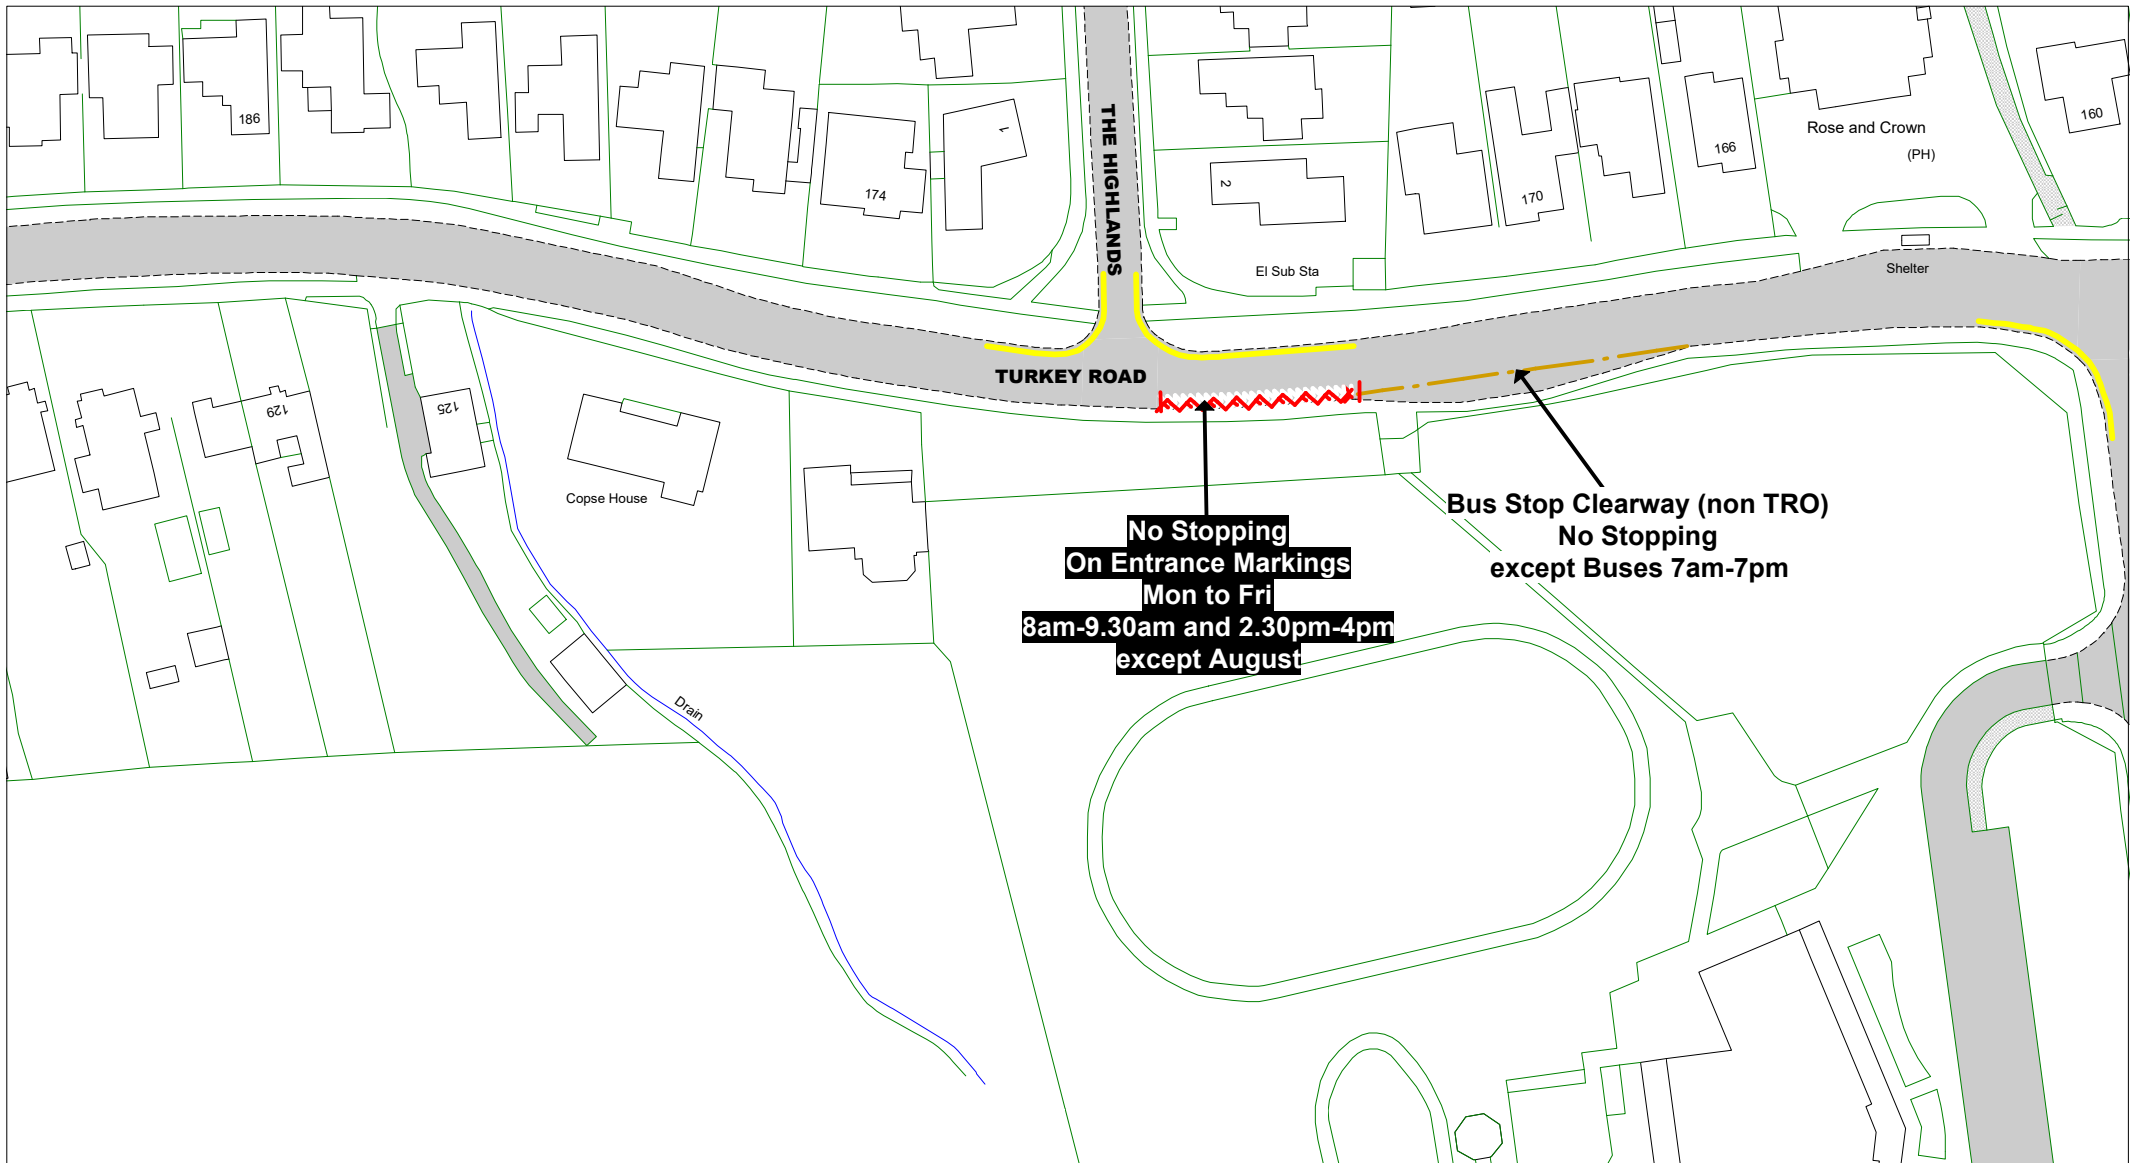 186
174
1
THE HIGHLANDS
2
170
166
Rose and Crown
(PH)
160
El Sub Sta
Shelter
TURKEY ROAD
129
125
Copse House
Drain
No Stopping
On Entrance Markings
Mon to Fri
8am-9.30am and 2.30pm-4pm
except August
Bus Stop Clearway (non TRO)
No Stopping
except Buses 7am-7pm